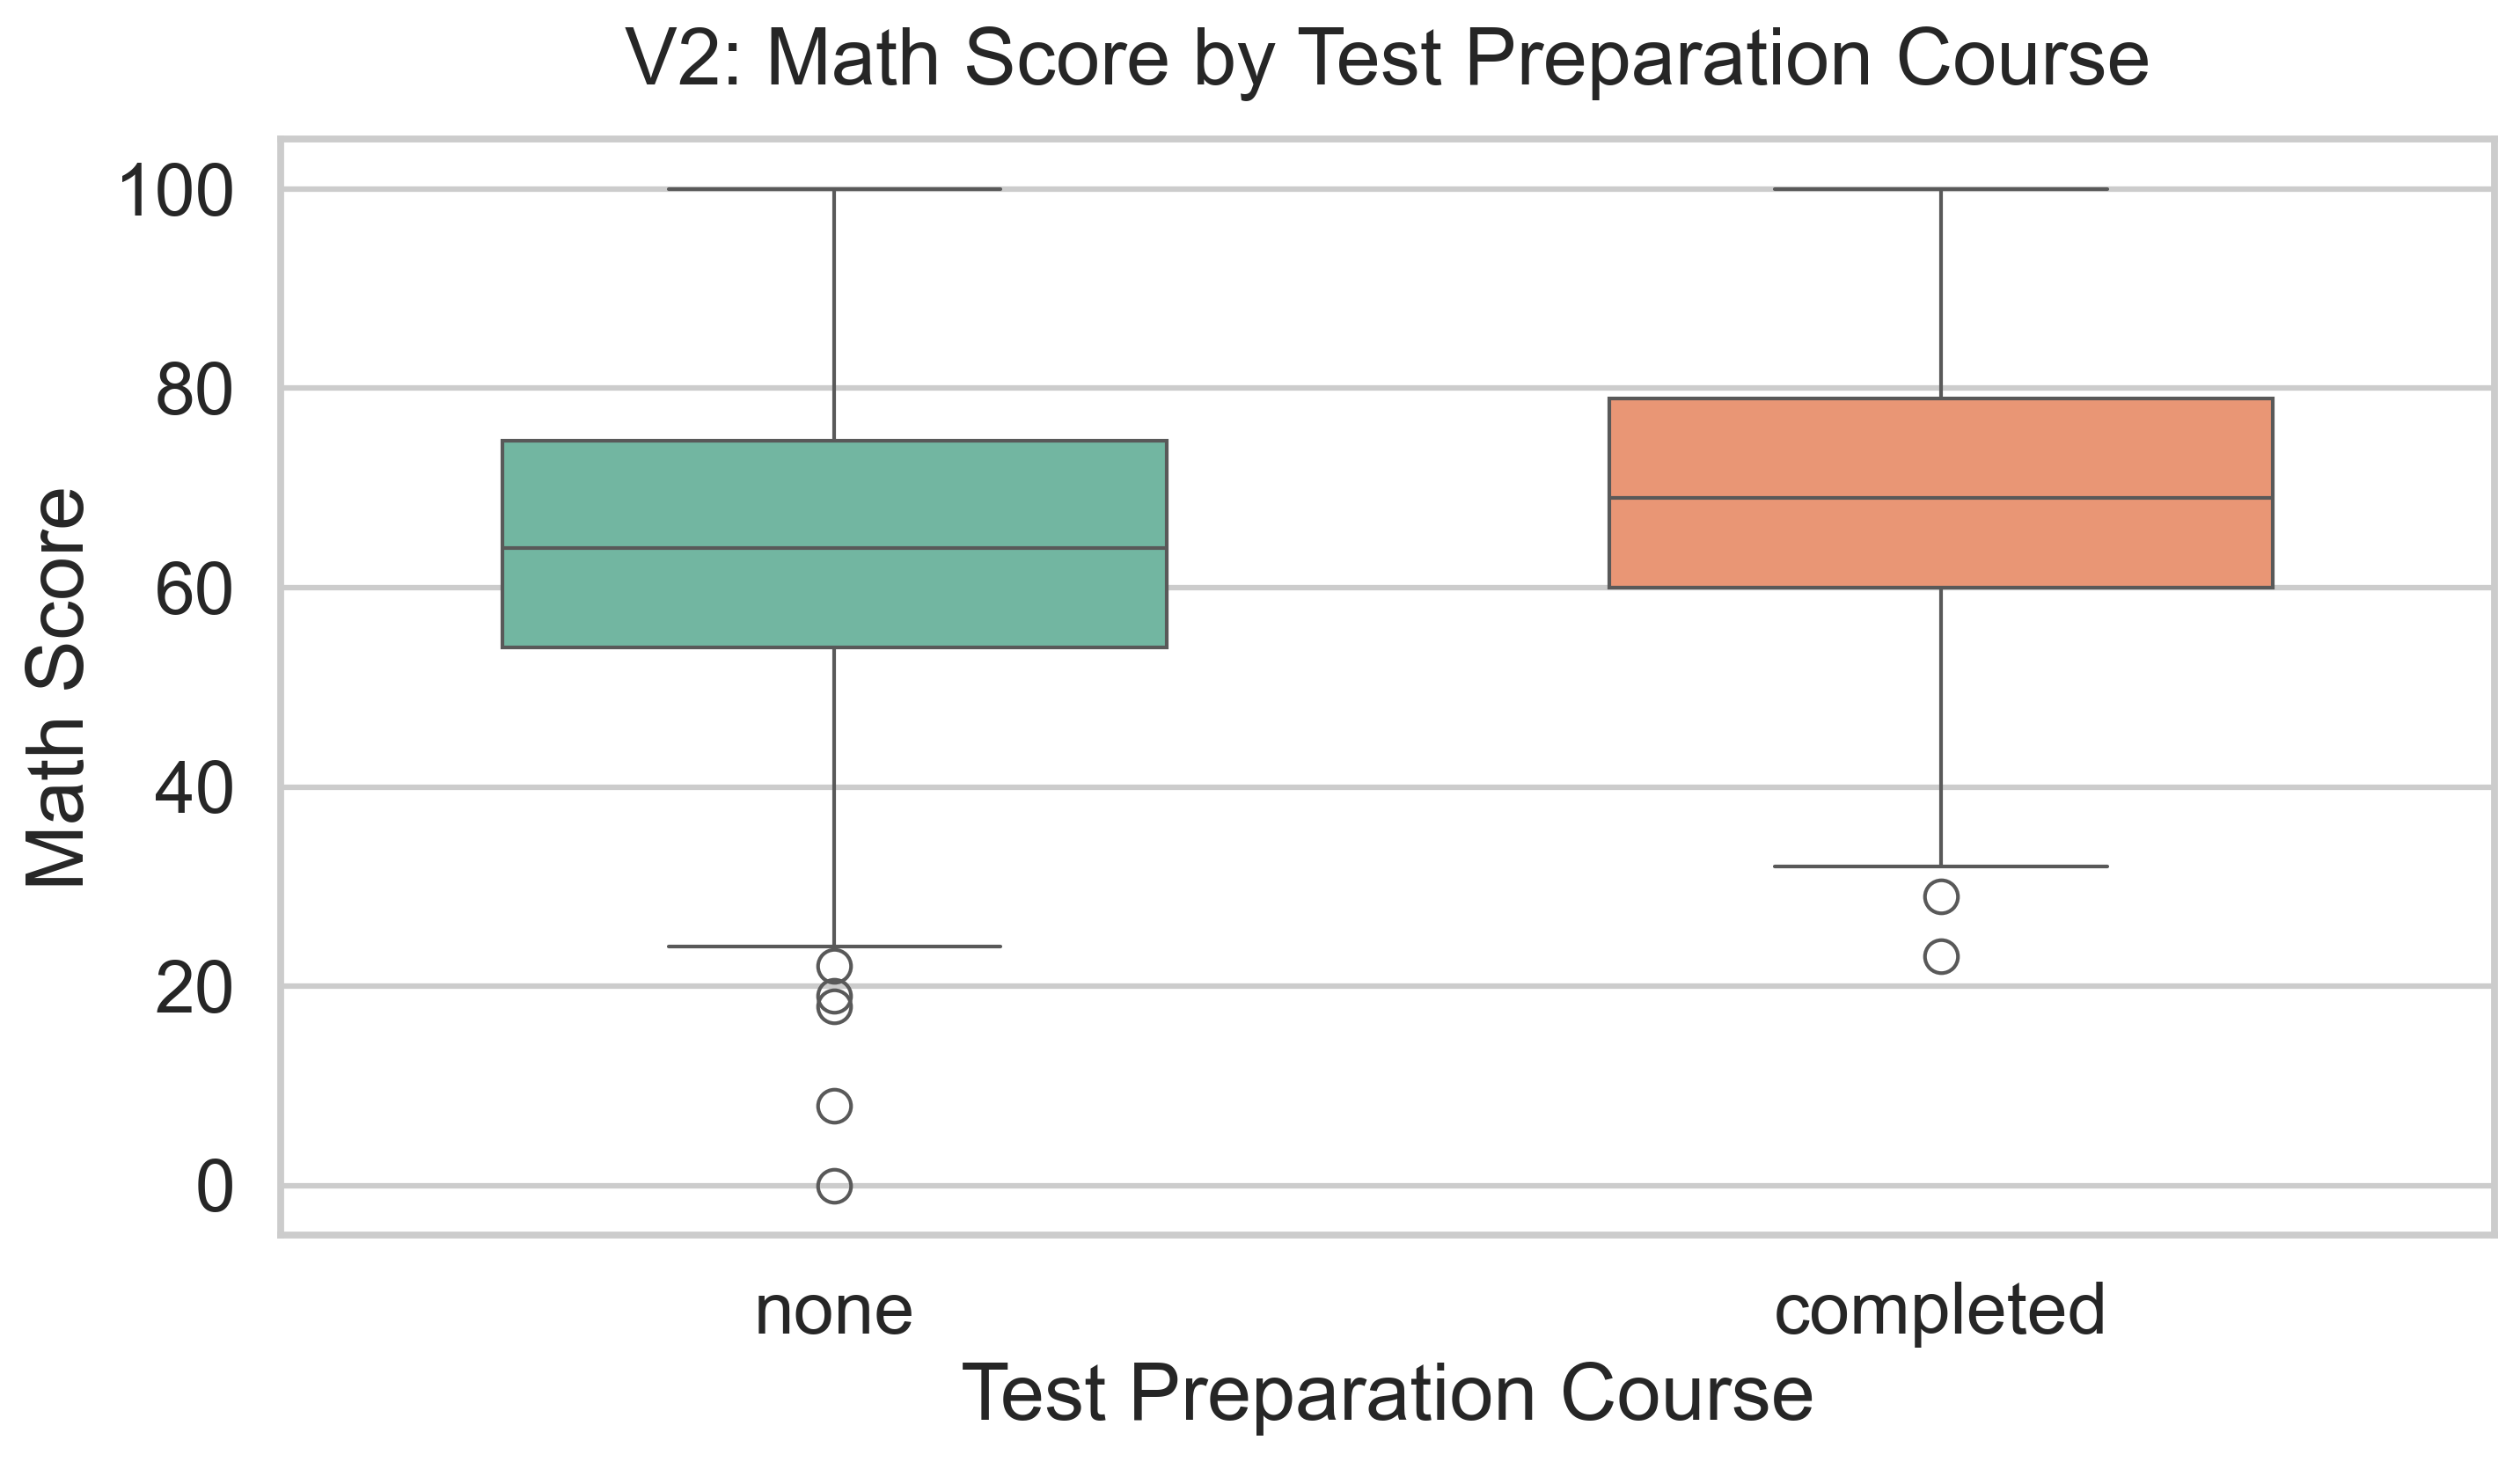 V2: Math Score by Test Preparation Course
Math Score
100
80
60
40
20
0
none completed
Test Preparation Course